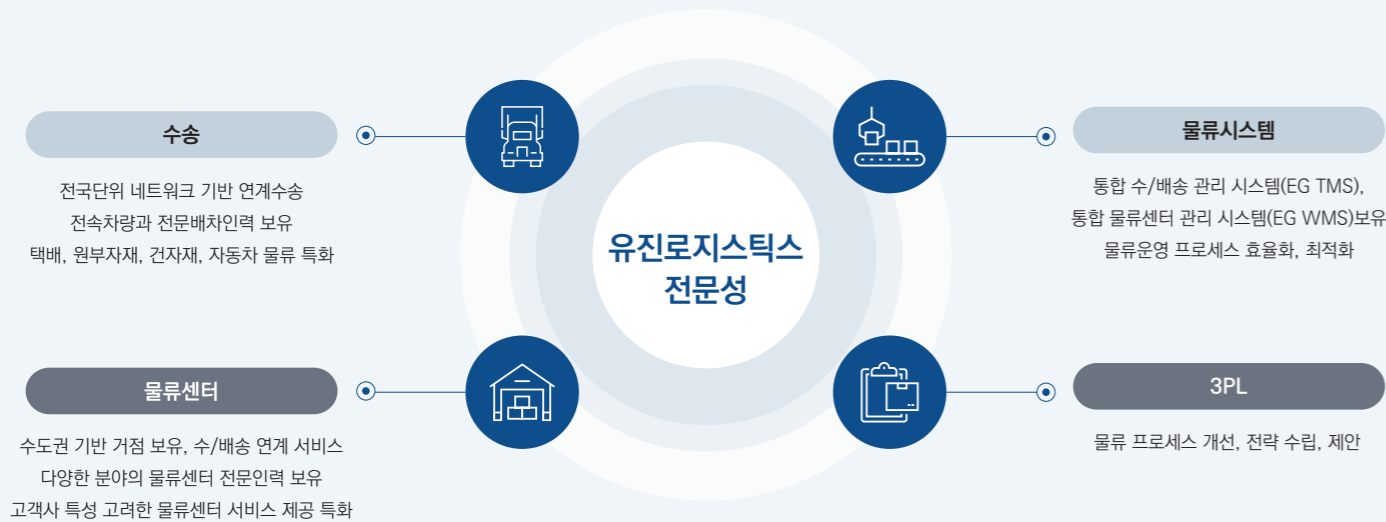 수송
전국단위 네트워크 기반 연계수송
전속차량과 전문배차인력 보유
택배, 원부자재, 건자재, 자동차 물류 특화
물류시스템
통합 수/배송 관리 시스템(EG TMS),
통합 물류센터 관리 시스템(EG WMS)보유
물류운영 프로세스 효율화, 최적화
유진로지스틱스
전문성
물류센터
수도권 기반 거점 보유, 수/배송 연계 서비스
다양한 분야의 물류센터 전문인력 보유
고객사 특성 고려한 물류센터 서비스 제공 특화
3PL
물류 프로세스 개선, 전략 수립, 제안